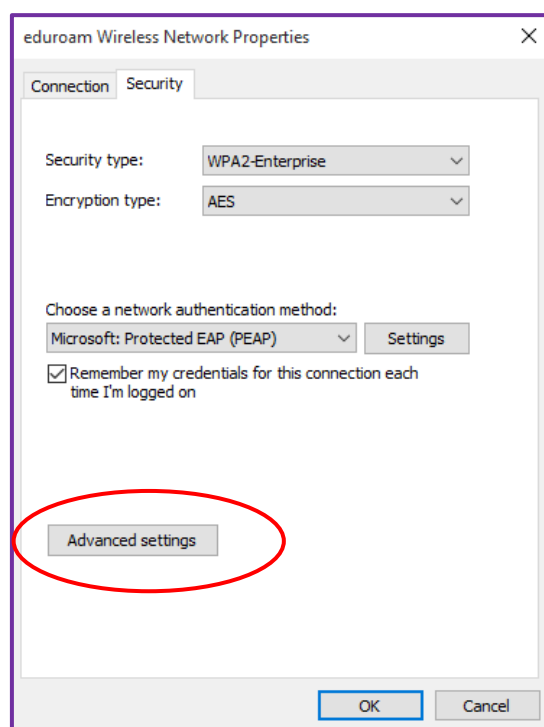 eduroam Wireless Network Properties
Connection Security
Security type: WPA2-Enterprise
Encryption type: AES
Choose a network authentication method:
Microsoft: Protected EAP (PEAP) Settings
Remember my credentials for this connection each
time I'm logged on
Advanced settings
OK Cancel